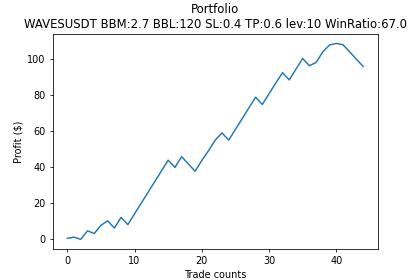 Portfolio
WAVESUSDT BBM:2.7 BBL:120 SL:0.4 TP:0.6 lev:10 WinRatio:67.0
100
80
60
40
20
0
Profit ($)
0
10
20
30
40
Trade counts